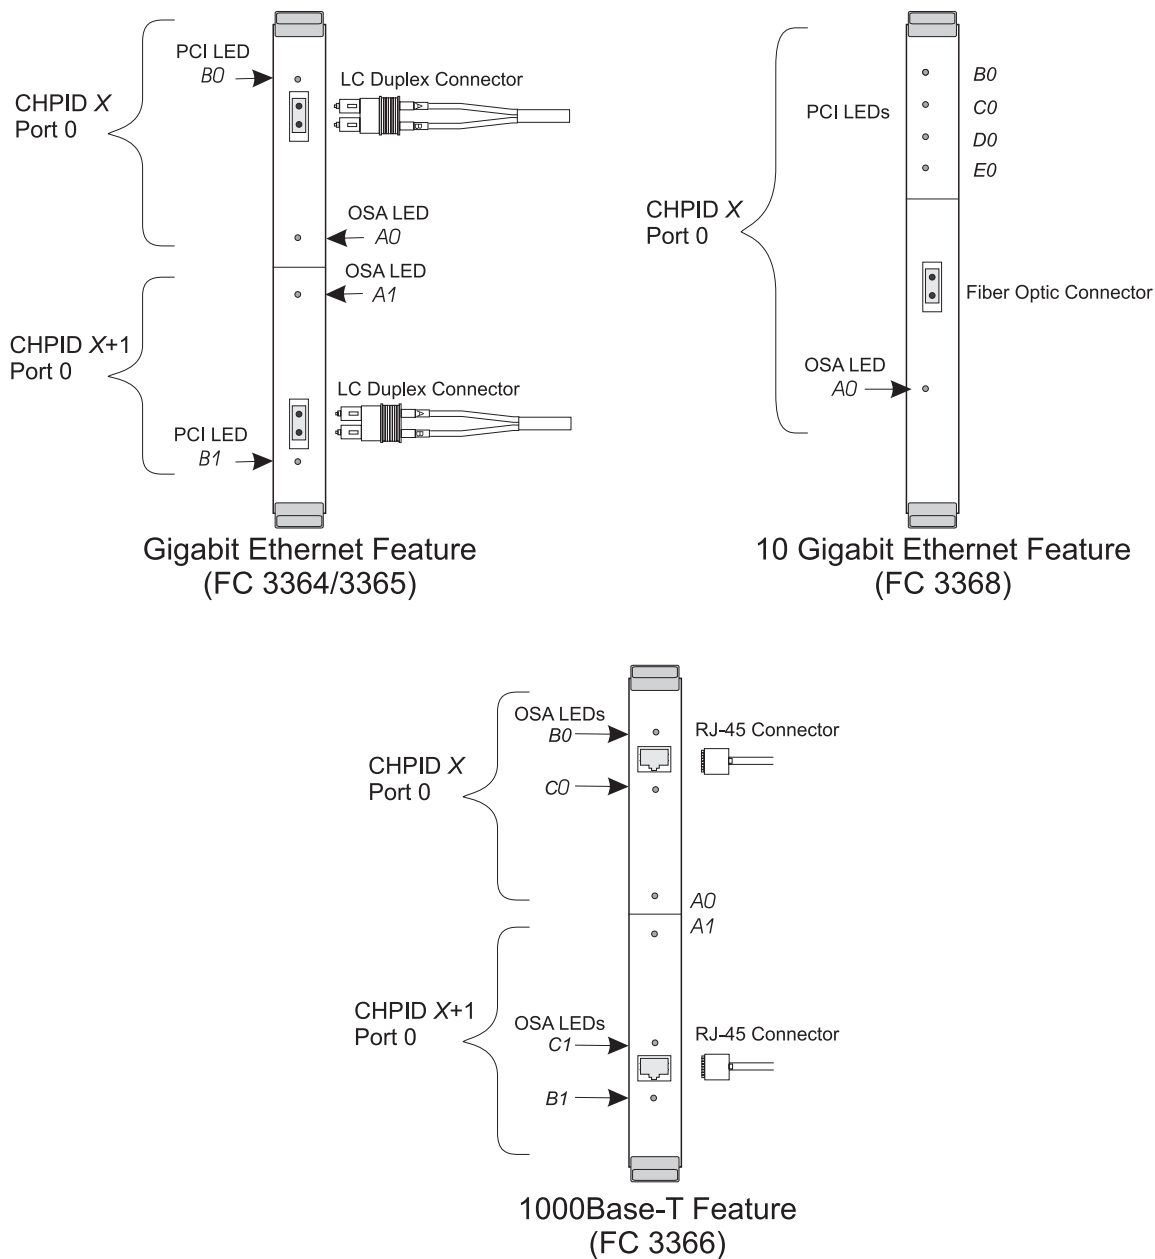 PCI LED
B0
LC Duplex Connector
CHPID X
Port 0
OSA LED
A0
OSA LED
A1
CHPID X+1
Port 0
LC Duplex Connector
PCI LED
B1
Gigabit Ethernet Feature
(FC 3364/3365)
B0
PCI LEDs
C0
D0
E0
CHPID X
Port 0
Fiber Optic Connector
OSA LED
A0
10 Gigabit Ethernet Feature
(FC 3368)
OSA LEDs
B0
RJ-45 Connector
CHPID X
Port 0
C0
A0
A1
CHPID X+1
Port 0
OSA LEDs
C1
RJ-45 Connector
B1
1000Base-T Feature
(FC 3366)